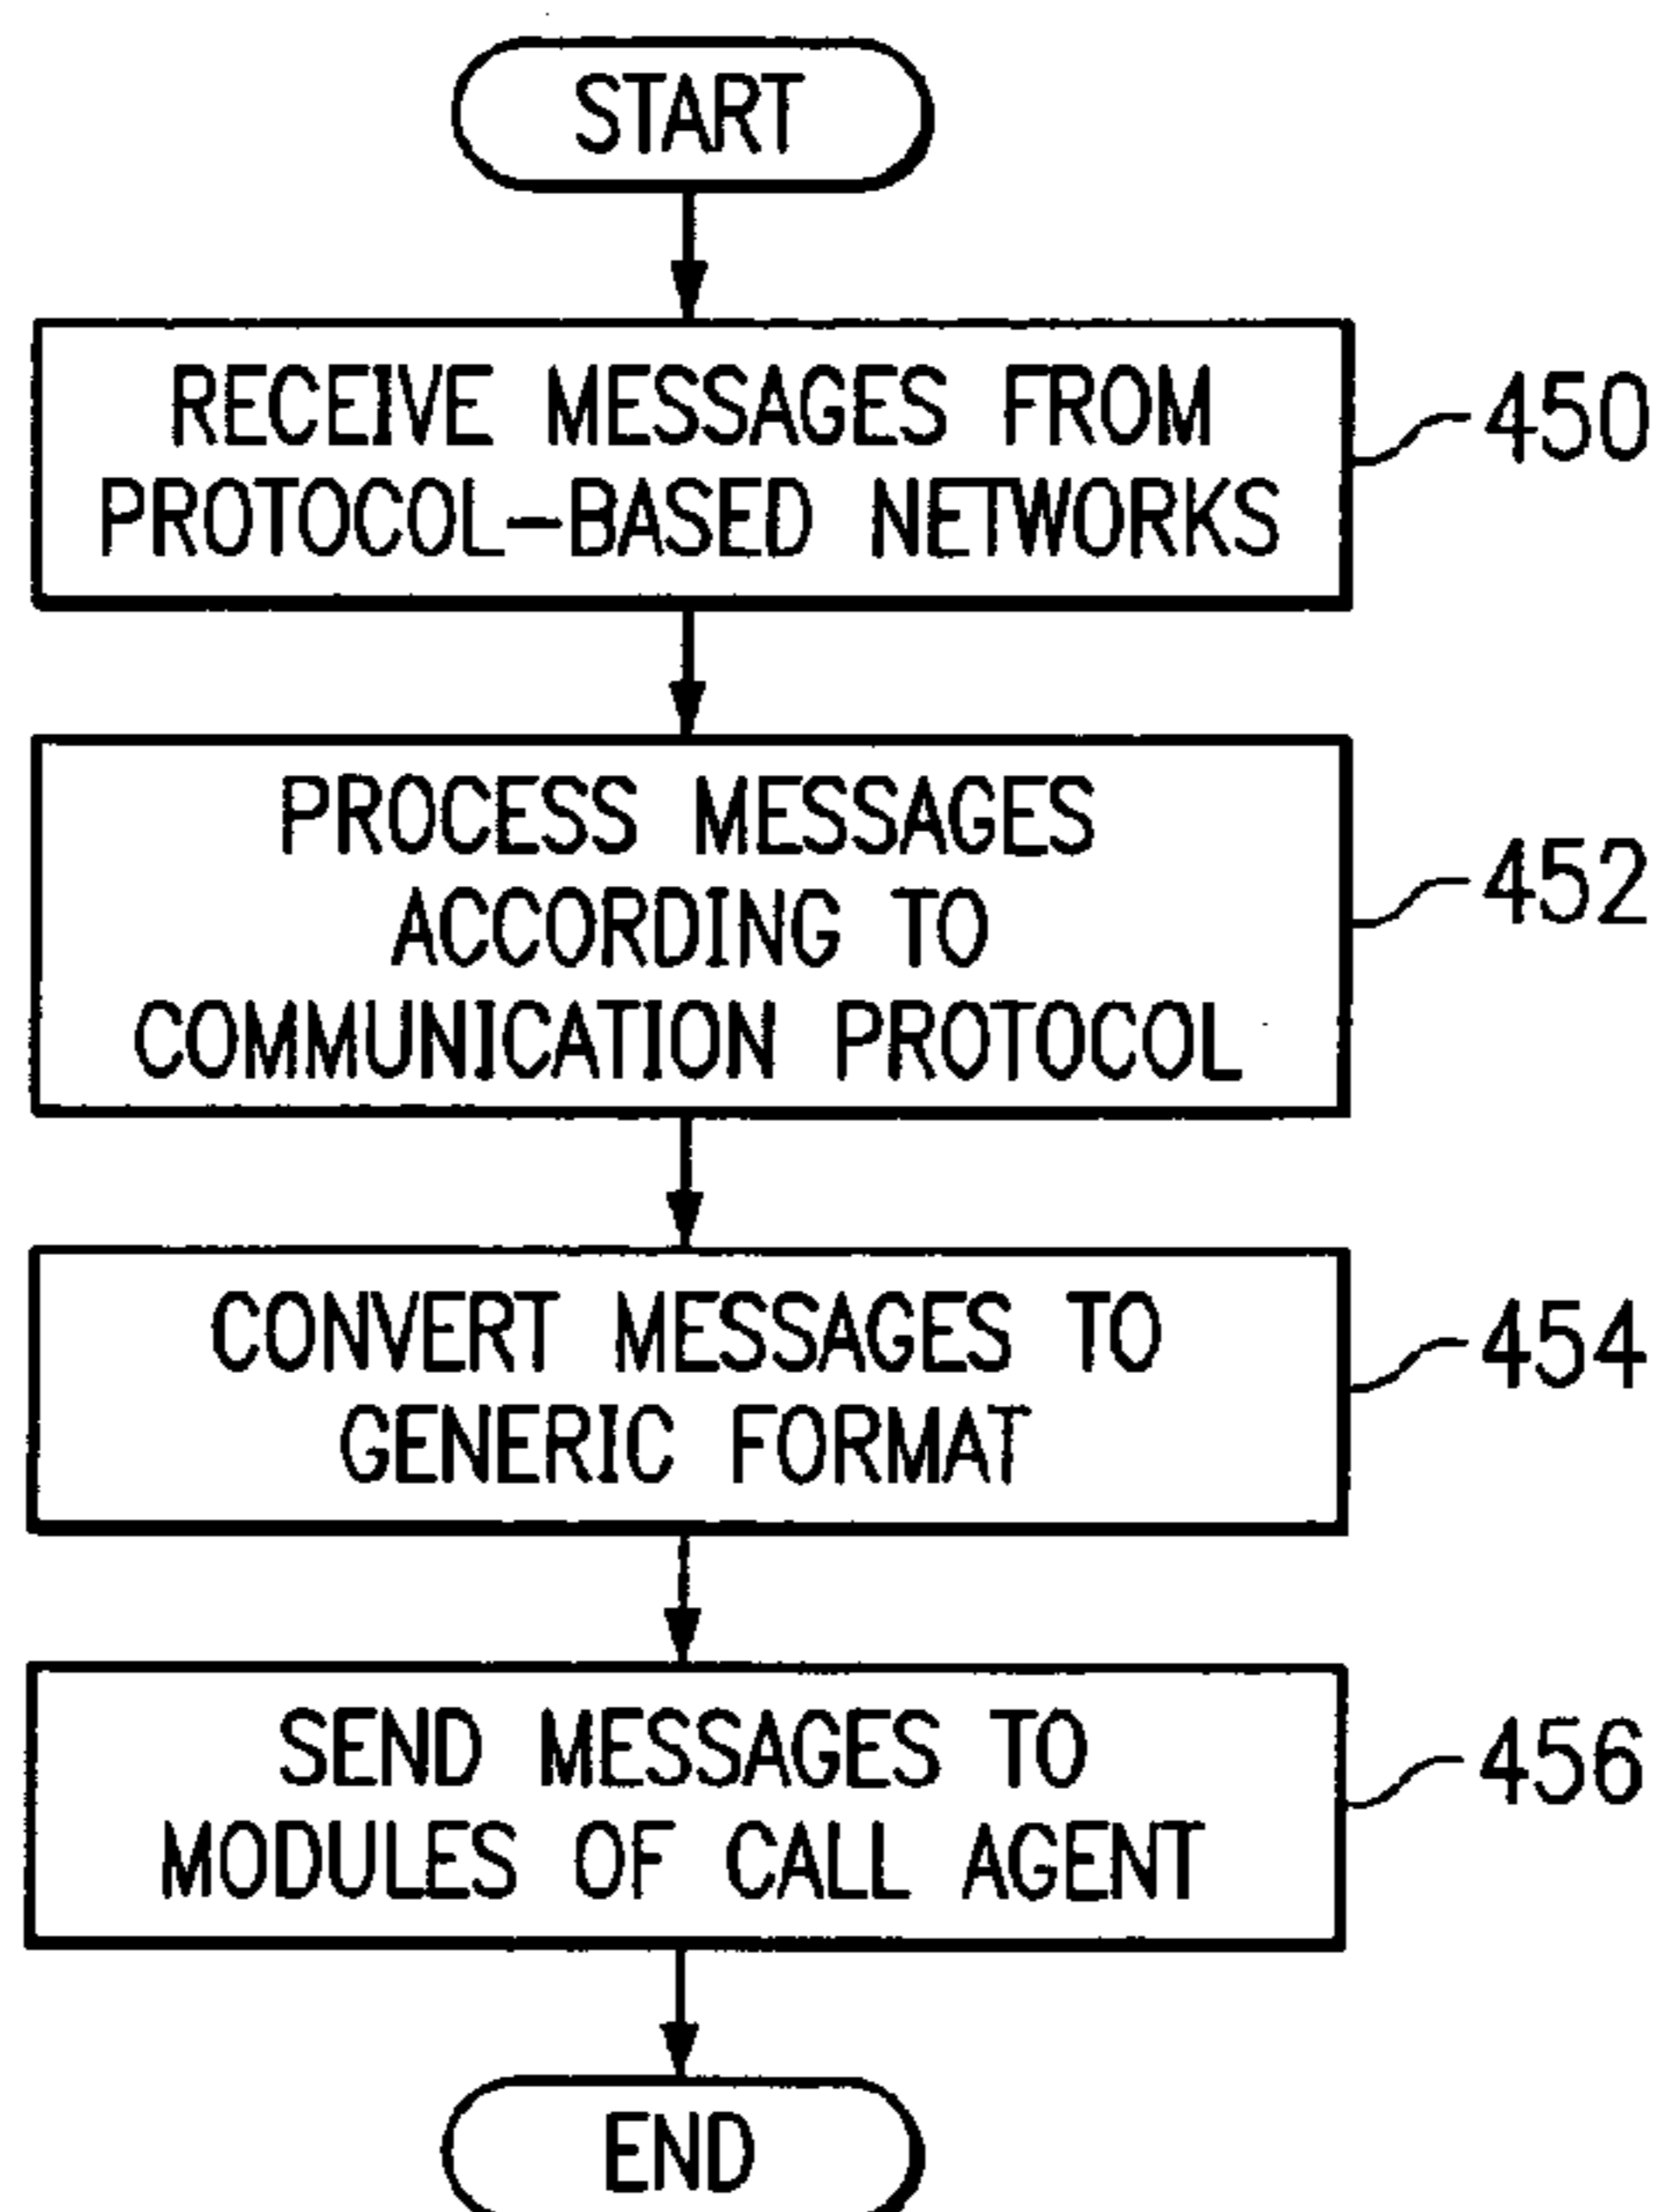 START
RECEIVE MESSAGES FROM
PROTOCOL-BASED NETWORKS
450
PROCESS MESSAGES
ACCORDING TO
COMMUNICATION PROTOCOL
452
CONVERT MESSAGES TO
GENERIC FORMAT
454
SEND MESSAGES TO
MODULES OF CALL AGENT
456
END